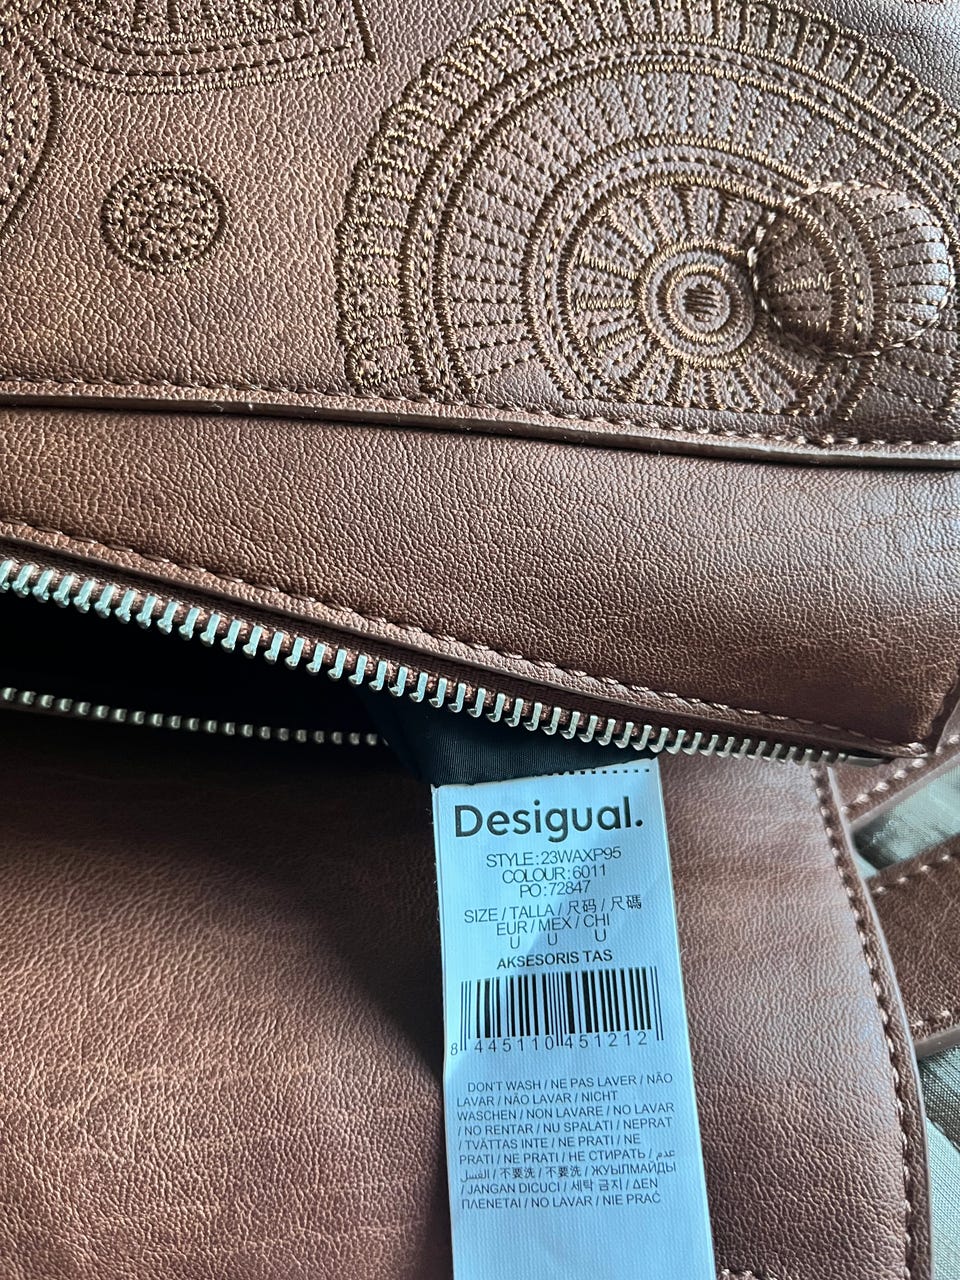 Desigual.
STYLE:23WAXP95
COLOUR:6011
PO:72847
SIZE / TALLA / 尺码 / 尺碼
EUR / MEX / CHI
U U U
AKSESORIS TAS
8 445110 451212
DON'T WASH / NE PAS LAVER / NÃO
LAVAR / NÃO LAVAR / NICHT
WASCHEN / NON LAVARE / NO LAVAR
/ NO RENTAR / NU SPALATI / NEPRAT
/ TVÄTTAS INTE / NE PRATI / NE
PRATI / NE PRATI / НЕ СТИРАТЬ / عدم
الغسل / 不要洗 / 不要洗 / ЖУЫЛМАЙДЫ
/ JANGAN DICUCI / 세탁 금지 / ΔΕΝ
ΠΛΕΝΕΤΑΙ / NO LAVAR / NIE PRAĆ